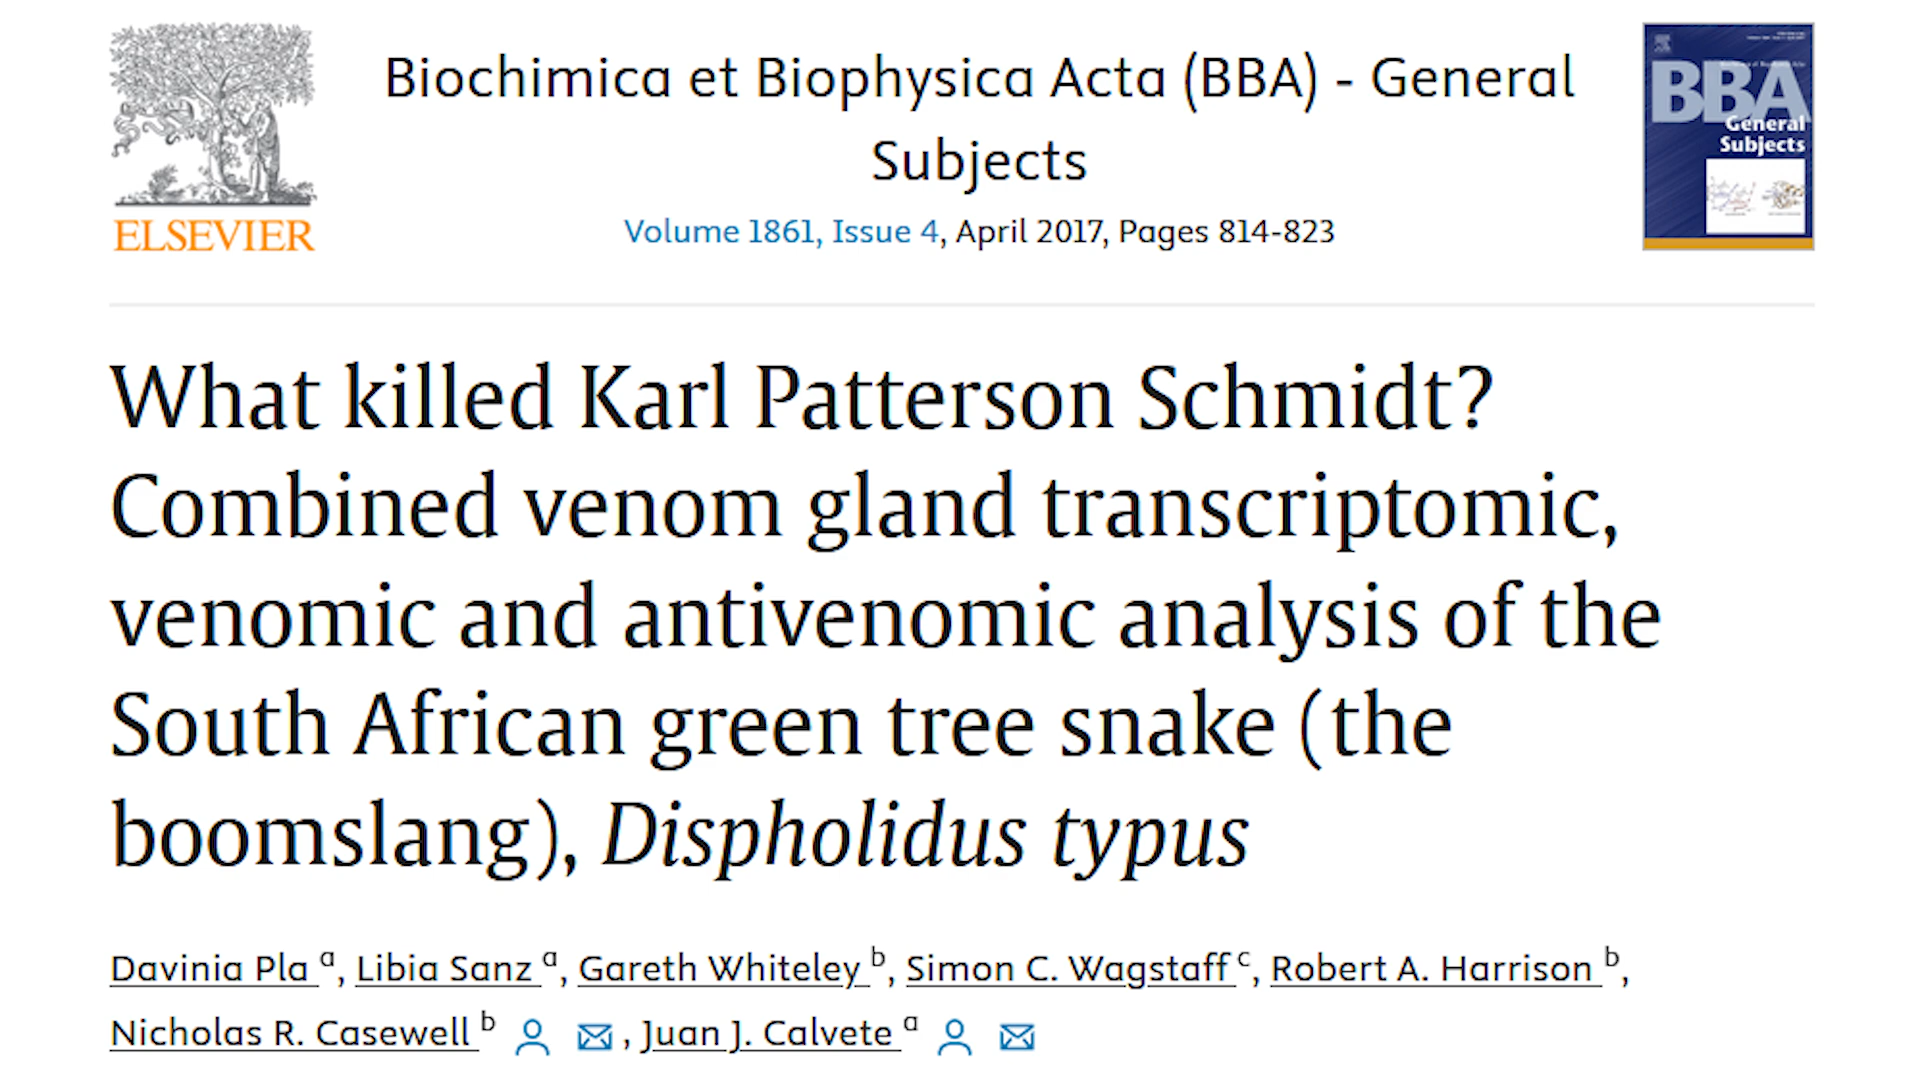 Biochimica et Biophysica Acta (BBA) - General
Subjects
Volume 1861, Issue 4, April 2017, Pages 814-823
ELSEVIER
BBA
General
Subjects
What killed Karl Patterson Schmidt?
Combined venom gland transcriptomic,
venomic and antivenomic analysis of the
South African green tree snake (the
boomslang), Dispholidus typus
Davinia Pla a, Libia Sanz a, Gareth Whiteley b, Simon C. Wagstaff c, Robert A. Harrison b,
Nicholas R. Casewell b , Juan J. Calvete a